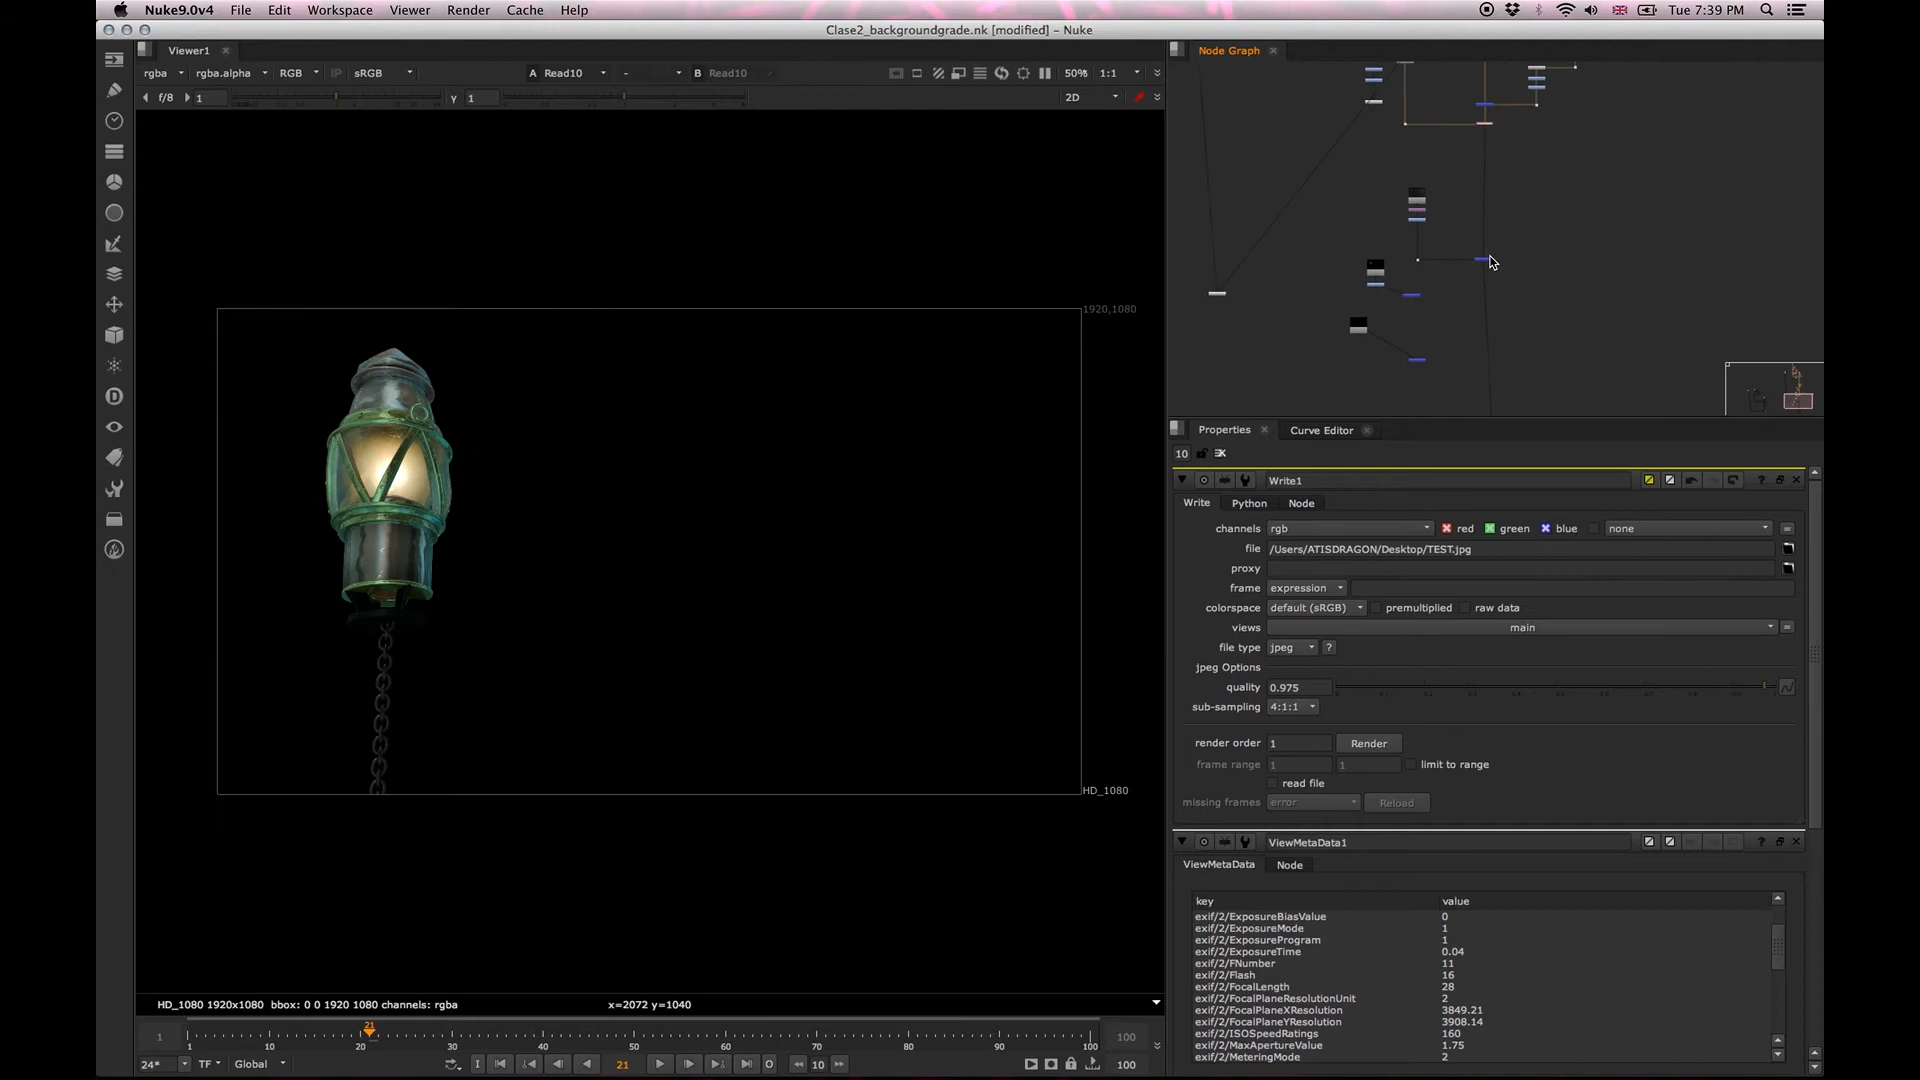 Nuke9.0v4 File Edit Workspace Viewer Render Cache Help Tue 7:39 PM
Clase2_backgroundgrade.nk [modified] - Nuke
Viewer1
rgba rgba.alpha RGB IP sRGB A Read10 - B Read10 50% 1:1
f/8 1 Y 1 2D
1920,1080
HD_1080
HD_1080 1920x1080 bbox: 0 0 1920 1080 channels: rgba x=2072 y=1040
21
1 1 10 20 30 40 50 60 70 80 90 100 100
24* TF Global I 21 O 10 100
Node Graph
Properties Curve Editor
10
Write1 ?
Write Python Node
channels rgb red green blue none =
file /Users/ATISDRAGON/Desktop/TEST.jpg
proxy
frame expression
colorspace default (sRGB) premultiplied raw data
views main =
file type jpeg ?
jpeg Options
quality 0.975
sub-sampling 4:1:1
render order 1 Render
frame range 1 1 limit to range
read file
missing frames error Reload
ViewMetaData1 ?
ViewMetaData Node
key value
exif/2/ExposureBiasValue 0
exif/2/ExposureMode 1
exif/2/ExposureProgram 1
exif/2/ExposureTime 0.04
exif/2/FNumber 11
exif/2/Flash 16
exif/2/FocalLength 28
exif/2/FocalPlaneResolutionUnit 2
exif/2/FocalPlaneXResolution 3849.21
exif/2/FocalPlaneYResolution 3908.14
exif/2/ISOSpeedRatings 160
exif/2/MaxApertureValue 1.75
exif/2/MeteringMode 2